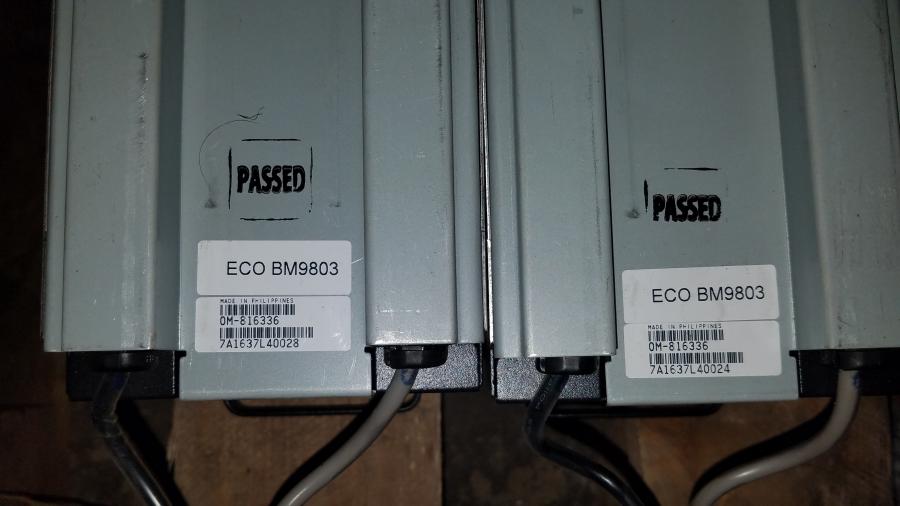 PASSED
ECO BM9803
MADE IN PHILIPPINES
0M-816336
7A1637L40028
PASSED
ECO BM9803
MADE IN PHILIPPINES
0M-816336
7A1637L40024